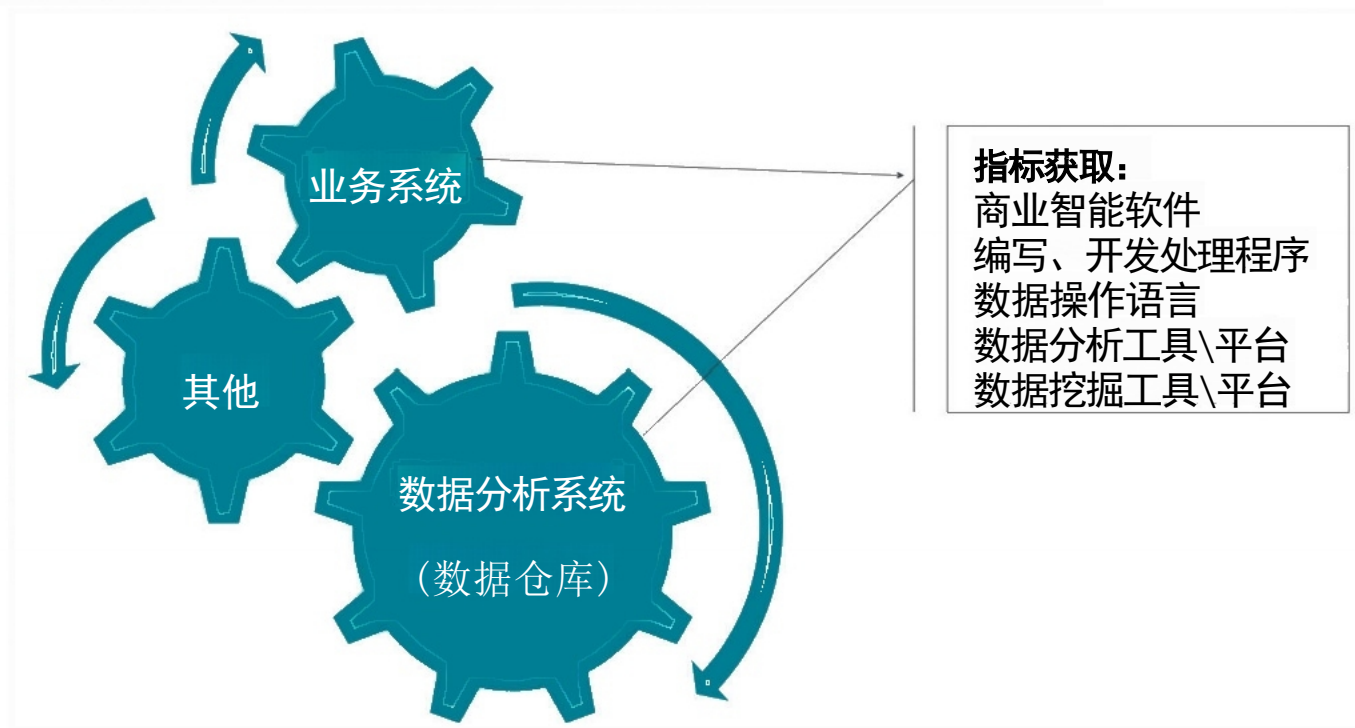 业务系统
其他
数据分析系统
（数据仓库）
指标获取：
商业智能软件
编写、开发处理程序
数据操作语言
数据分析工具\平台
数据挖掘工具\平台